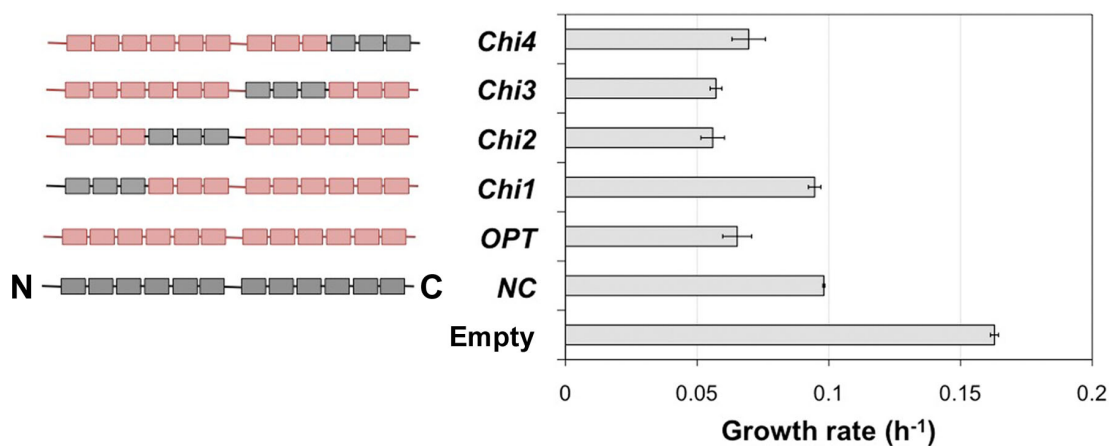 Chi4
Chi3
Chi2
Chi1
OPT
N C NC
Empty
0 0.05 0.1 0.15 0.2
Growth rate (h⁻¹)